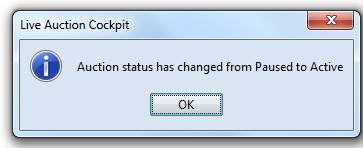 Live Auction Cockpit
Auction status has changed from Paused to Active
OK